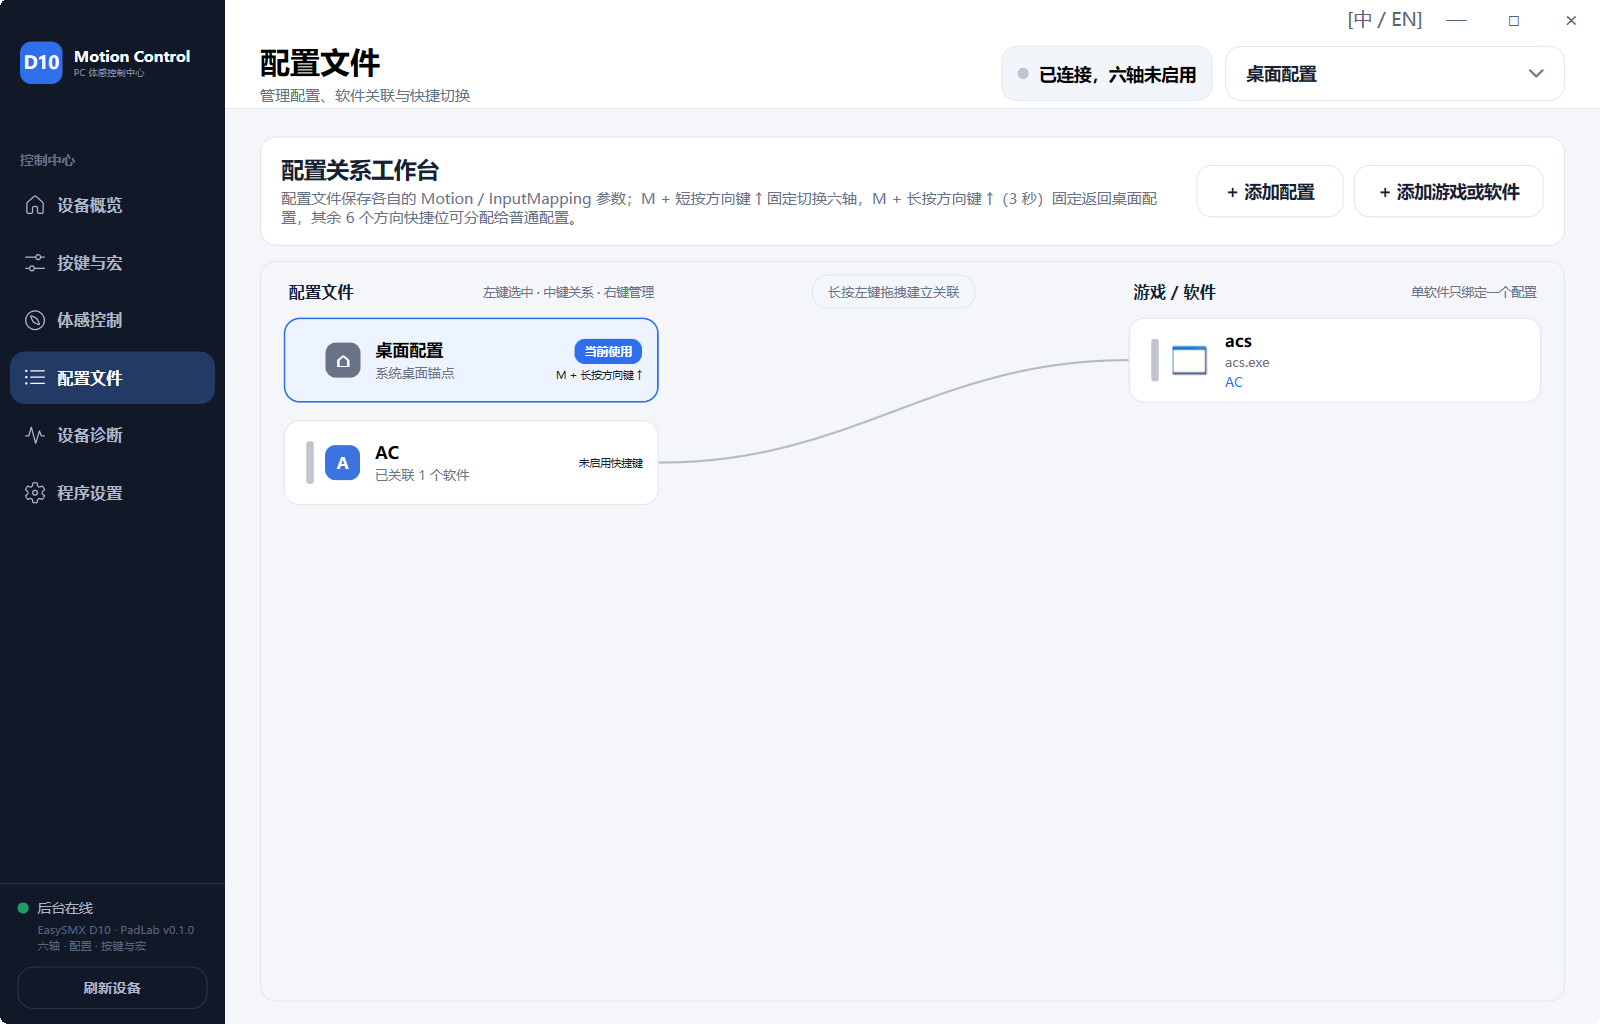 [中 / EN]
D10
Motion Control
PC 体感控制中心
控制中心
设备概览
按键与宏
体感控制
配置文件
设备诊断
程序设置
后台在线
EasySMX D10 · PadLab v0.1.0
六轴 · 配置 · 按键与宏
刷新设备
配置文件
管理配置、软件关联与快捷切换
已连接，六轴未启用
桌面配置
配置关系工作台
配置文件保存各自的 Motion / InputMapping 参数；M + 短按方向键↑固定切换六轴，M + 长按方向键↑（3 秒）固定返回桌面配
置，其余 6 个方向快捷位可分配给普通配置。
+ 添加配置
+ 添加游戏或软件
配置文件
左键选中 · 中键关系 · 右键管理
长按左键拖拽建立关联
游戏 / 软件
单软件只绑定一个配置
桌面配置
系统桌面锚点
当前使用
M + 长按方向键↑
A
AC
已关联 1 个软件
未启用快捷键
acs
acs.exe
AC